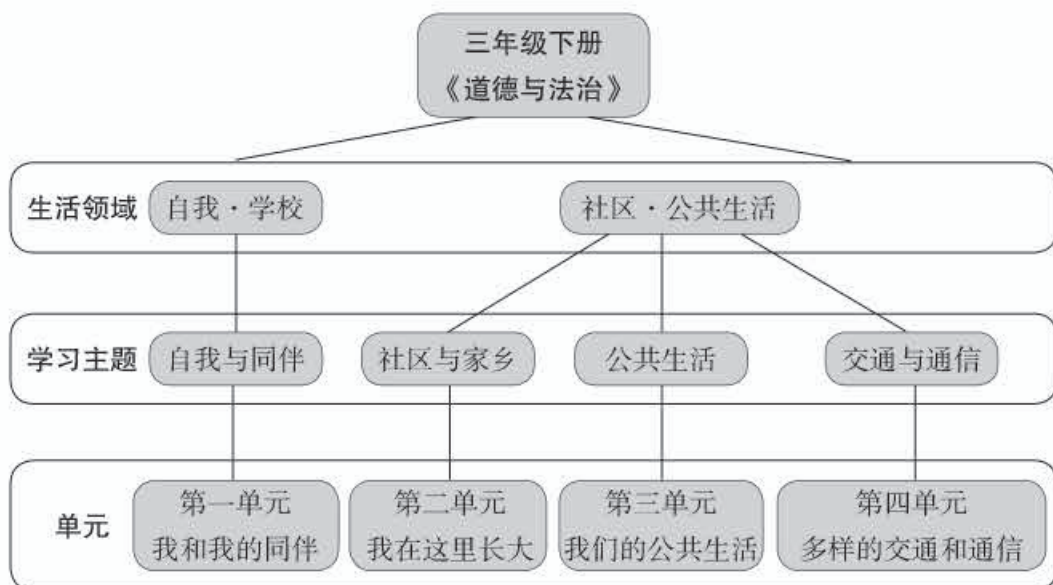 三年级下册
《道德与法治》
生活领域
自我·学校
社区·公共生活
学习主题
自我与同伴
社区与家乡
公共生活
交通与通信
单元
第一单元
我和我的同伴
第二单元
我在这里长大
第三单元
我们的公共生活
第四单元
多样的交通和通信